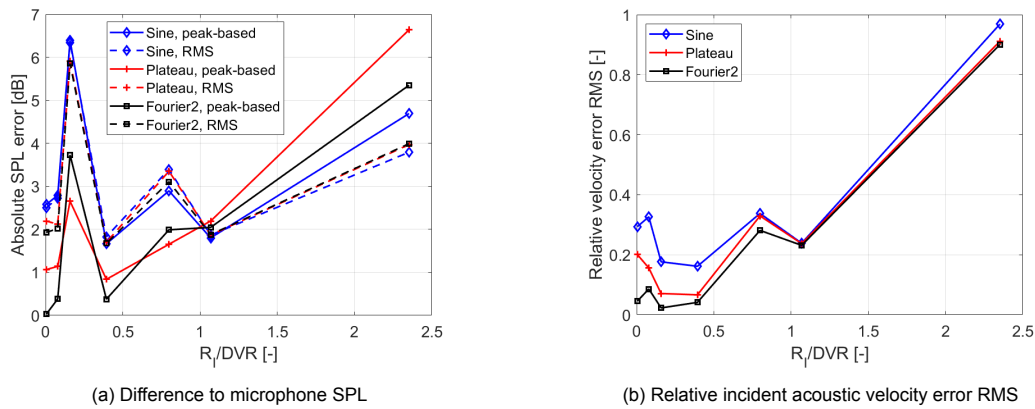 7
6
5
4
3
2
1
0
Absolute SPL error [dB]
Sine, peak-based
Sine, RMS
Plateau, peak-based
Plateau, RMS
Fourier2, peak-based
Fourier2, RMS
0 0.5 1 1.5 2 2.5
R_I/DVR [-]
(a) Difference to microphone SPL
1
0.8
0.6
0.4
0.2
0
Relative velocity error RMS [-]
Sine
Plateau
Fourier2
0 0.5 1 1.5 2 2.5
R_I/DVR [-]
(b) Relative incident acoustic velocity error RMS